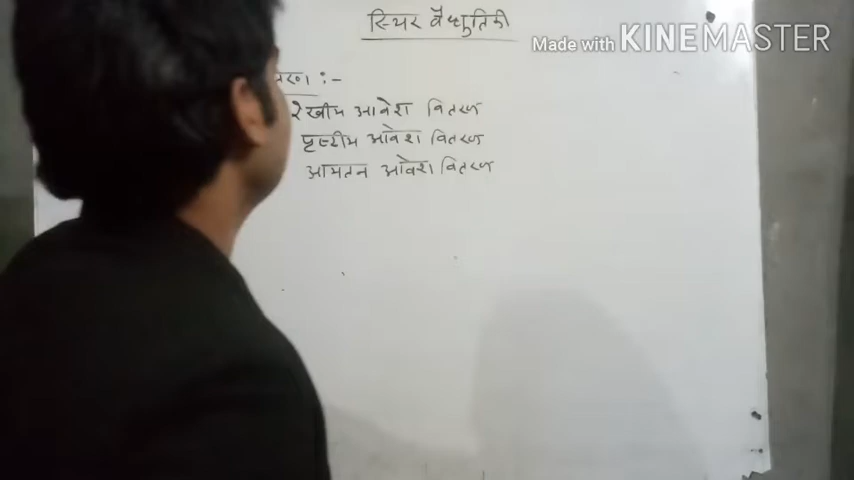 स्थिर वैद्युतिकी
Made with KINEMASTER
रेखीय आवेश वितरण
पृष्ठीय आवेश वितरण
आयतन आवेश वितरण